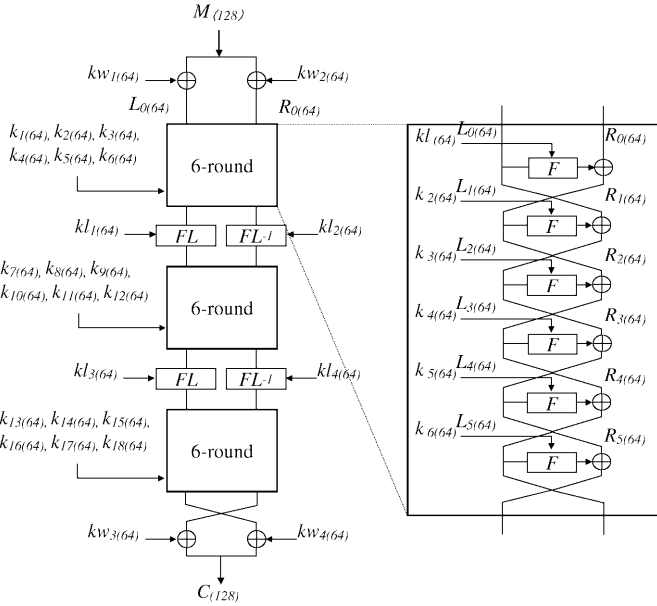 M(128)
kw1(64)
kw2(64)
L0(64)
R0(64)
k1(64), k2(64), k3(64),
k4(64), k5(64), k6(64)
6-round
kl1(64)
FL
FL-1
kl2(64)
k7(64), k8(64), k9(64),
k10(64), k11(64), k12(64)
6-round
kl3(64)
FL
FL-1
kl4(64)
k13(64), k14(64), k15(64),
k16(64), k17(64), k18(64)
6-round
kw3(64)
kw4(64)
C(128)
kl(64) L0(64) R0(64)
F
k2(64) L1(64) R1(64)
F
k3(64) L2(64) R2(64)
F
k4(64) L3(64) R3(64)
F
k5(64) L4(64) R4(64)
F
k6(64) L5(64) R5(64)
F